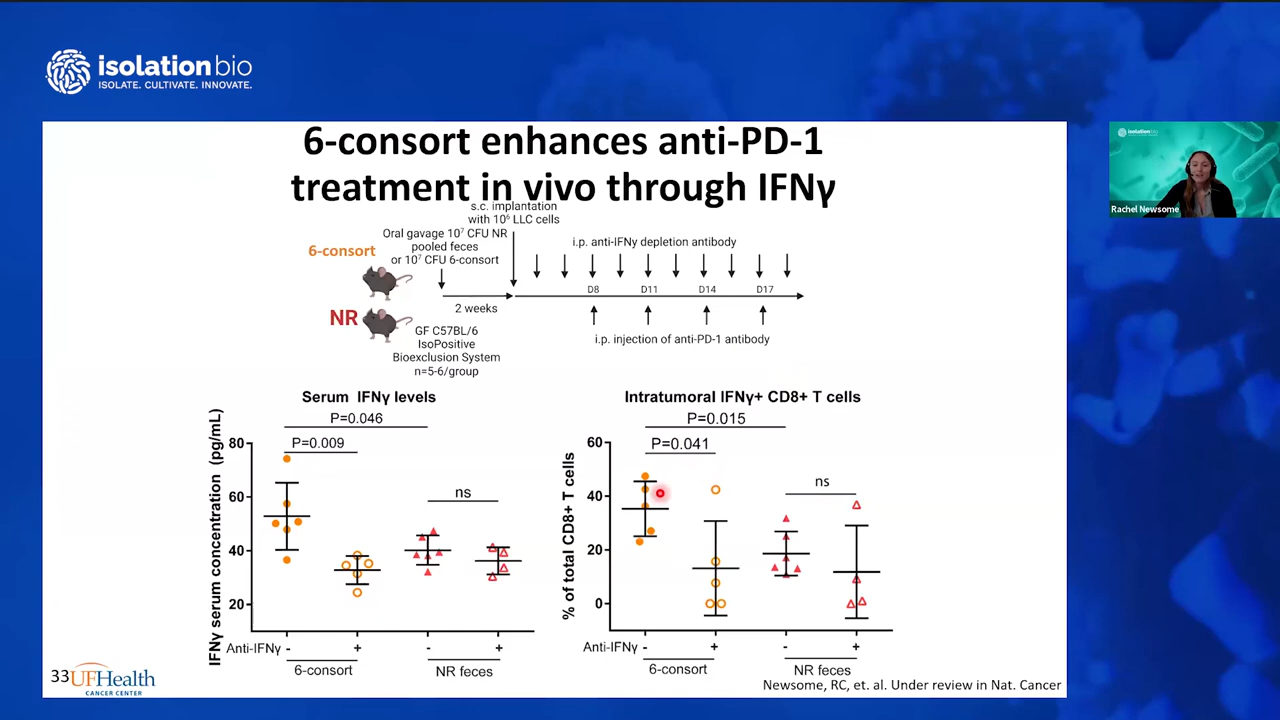 isolation bio
ISOLATE. CULTIVATE. INNOVATE.
6-consort enhances anti-PD-1
treatment in vivo through IFNγ
s.c. implantation
with 10⁶ LLC cells
Oral gavage 10⁷ CFU NR
pooled feces
or 10⁷ CFU 6-consort
6-consort
NR
2 weeks
GF C57BL/6
IsoPositive
Bioexclusion System
n=5-6/group
i.p. anti-IFNγ depletion antibody
D8 D11 D14 D17
i.p. injection of anti-PD-1 antibody
Serum IFNγ levels
P=0.046
P=0.009
ns
IFNγ serum concentration (pg/mL)
80
60
40
20
Anti-IFNγ - + - +
6-consort NR feces
Intratumoral IFNγ+ CD8+ T cells
P=0.015
P=0.041
ns
% of total CD8+ T cells
60
40
20
0
Anti-IFNγ - + - +
6-consort NR feces
Newsome, RC, et. al. Under review in Nat. Cancer
33
UFHealth
CANCER CENTER
isolationbio
Rachel Newsome